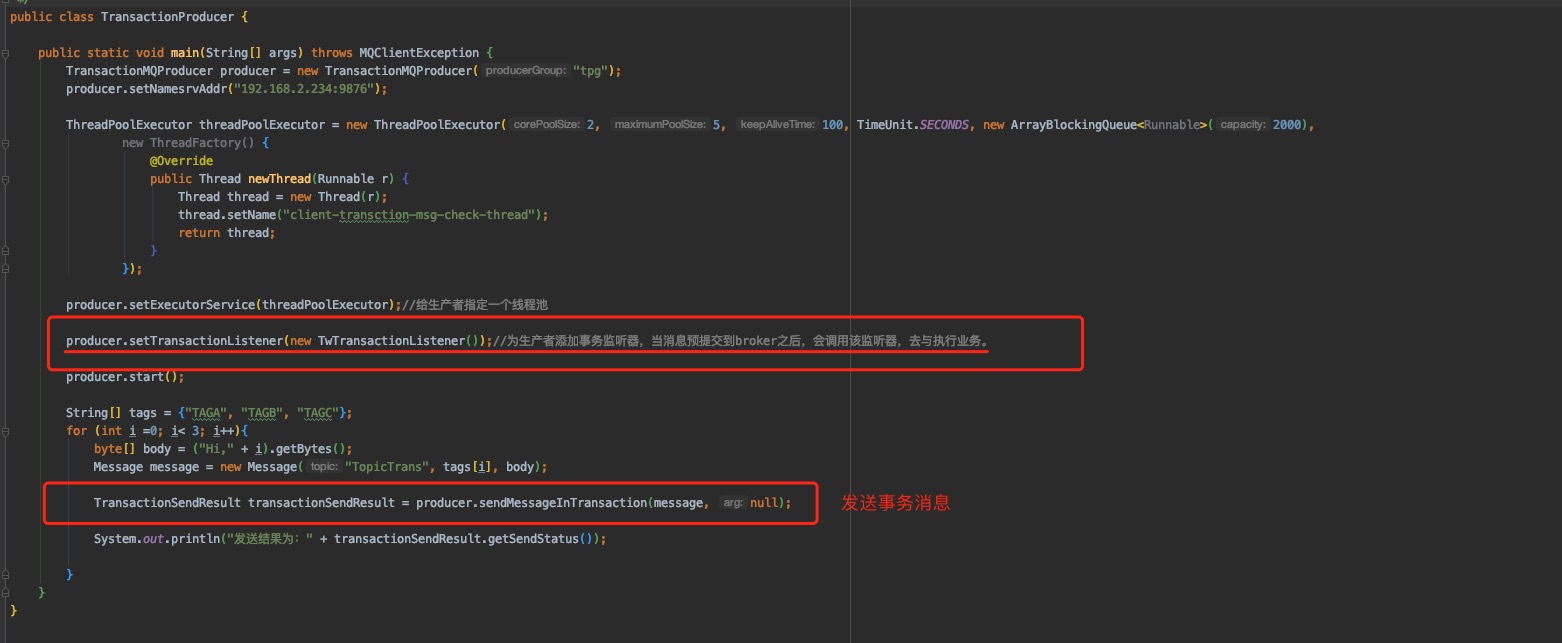 public class TransactionProducer {
public static void main(String[] args) throws MQClientException {
TransactionMQProducer producer = new TransactionMQProducer( producerGroup: "tpg");
producer.setNamesrvAddr("192.168.2.234:9876");
ThreadPoolExecutor threadPoolExecutor = new ThreadPoolExecutor( corePoolSize: 2, maximumPoolSize: 5, keepAliveTime: 100, TimeUnit.SECONDS, new ArrayBlockingQueue<Runnable>( capacity: 2000),
new ThreadFactory() {
@Override
public Thread newThread(Runnable r) {
Thread thread = new Thread(r);
thread.setName("client-transction-msg-check-thread");
return thread;
}
});
producer.setExecutorService(threadPoolExecutor);//给生产者指定一个线程池
producer.setTransactionListener(new TwTransactionListener());//为生产者添加事务监听器，当消息预提交到broker之后，会调用该监听器，去与执行业务。
producer.start();
String[] tags = {"TAGA", "TAGB", "TAGC"};
for (int i =0; i< 3; i++){
byte[] body = ("Hi," + i).getBytes();
Message message = new Message( topic: "TopicTrans", tags[i], body);
TransactionSendResult transactionSendResult = producer.sendMessageInTransaction(message, arg: null); 发送事务消息
System.out.println("发送结果为：" + transactionSendResult.getSendStatus());
}
}
}